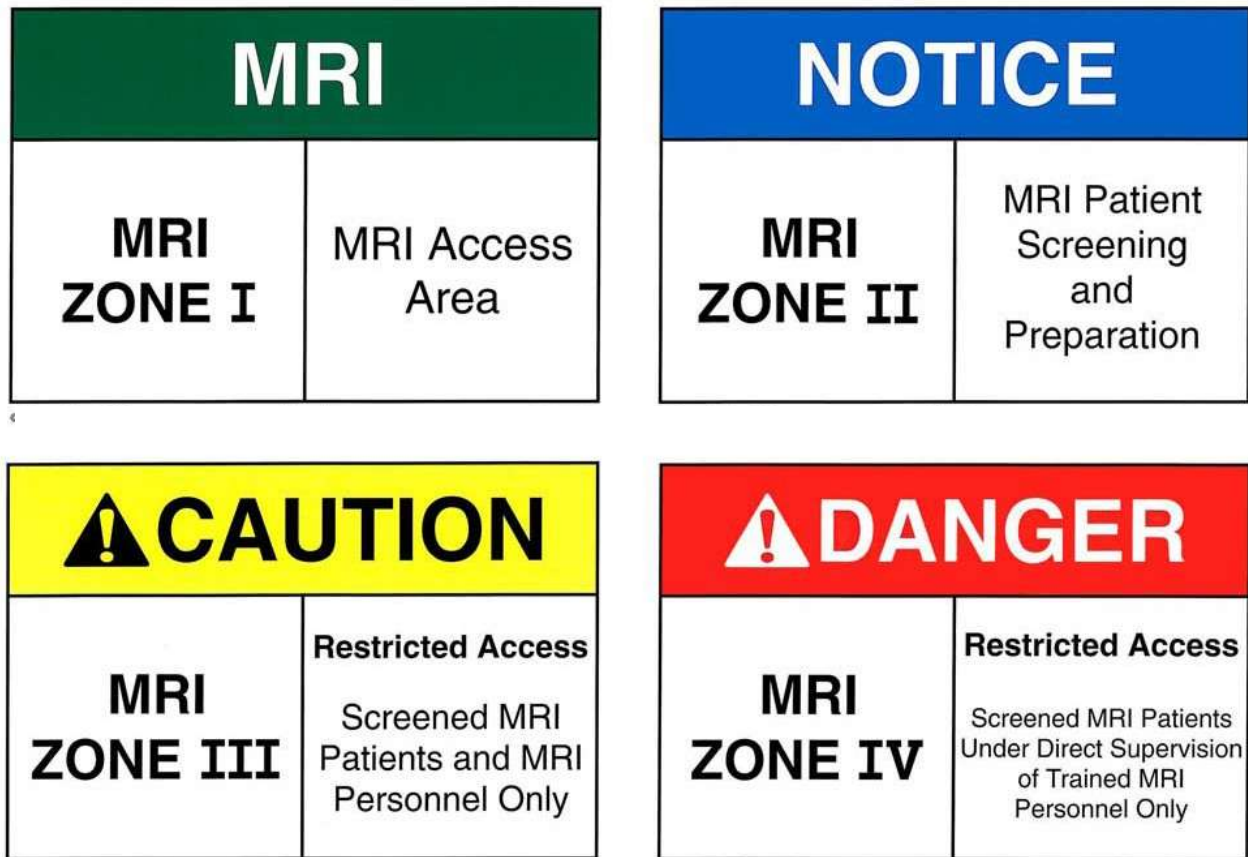 MRI
MRI
ZONE I
MRI Access
Area
NOTICE
MRI
ZONE II
MRI Patient
Screening
and
Preparation
CAUTION
MRI
ZONE III
Restricted Access
Screened MRI
Patients and MRI
Personnel Only
DANGER
MRI
ZONE IV
Restricted Access
Screened MRI Patients
Under Direct Supervision
of Trained MRI
Personnel Only